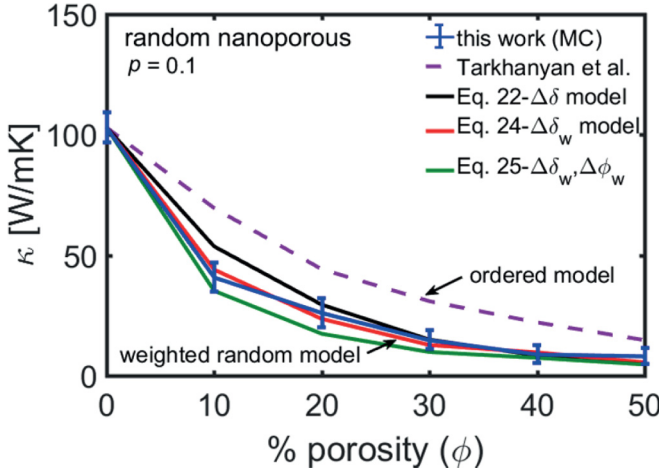 150
100
50
0
κ [W/mK]
random nanoporous
p = 0.1
this work (MC)
Tarkhanyan et al.
Eq. 22-Δδ model
Eq. 24-Δδw model
Eq. 25-Δδw,Δϕw
ordered model
weighted random model
0 10 20 30 40 50
% porosity (ϕ)